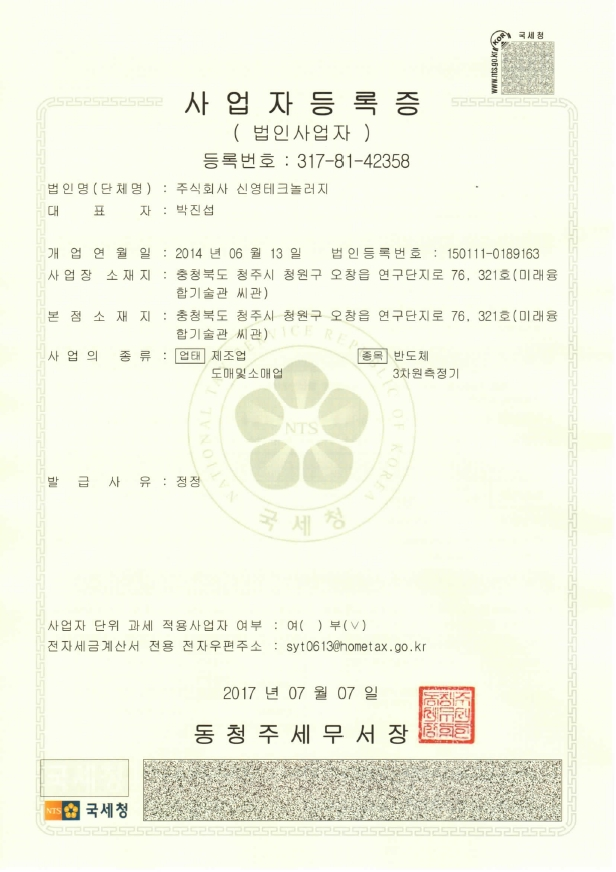 국세청
www.nts.go.kr
사업자등록증
( 법인사업자 )
등록번호 : 317-81-42358
법인명(단체명) : 주식회사 신영테크놀러지
대 표 자 : 박진섭
개 업 연 월 일 : 2014 년 06 월 13 일 법인등록번호 : 150111-0189163
사업장 소재지 : 충청북도 청주시 청원구 오창읍 연구단지로 76, 321호(미래융
합기술관 씨관)
본 점 소 재 지 : 충청북도 청주시 청원구 오창읍 연구단지로 76, 321호(미래융
합기술관 씨관)
사 업 의 종 류 : 업태 제조업 종목 반도체
도매및소매업 3차원측정기
NATIONAL TAX SERVICE REPUBLIC OF KOREA
NTS
국세청
발 급 사 유 : 정정
사업자 단위 과세 적용사업자 여부 : 여( ) 부(∨)
전자세금계산서 전용 전자우편주소 : syt0613@hometax.go.kr
2017 년 07 월 07 일
동청주세무서장
국세청
NTS 국세청